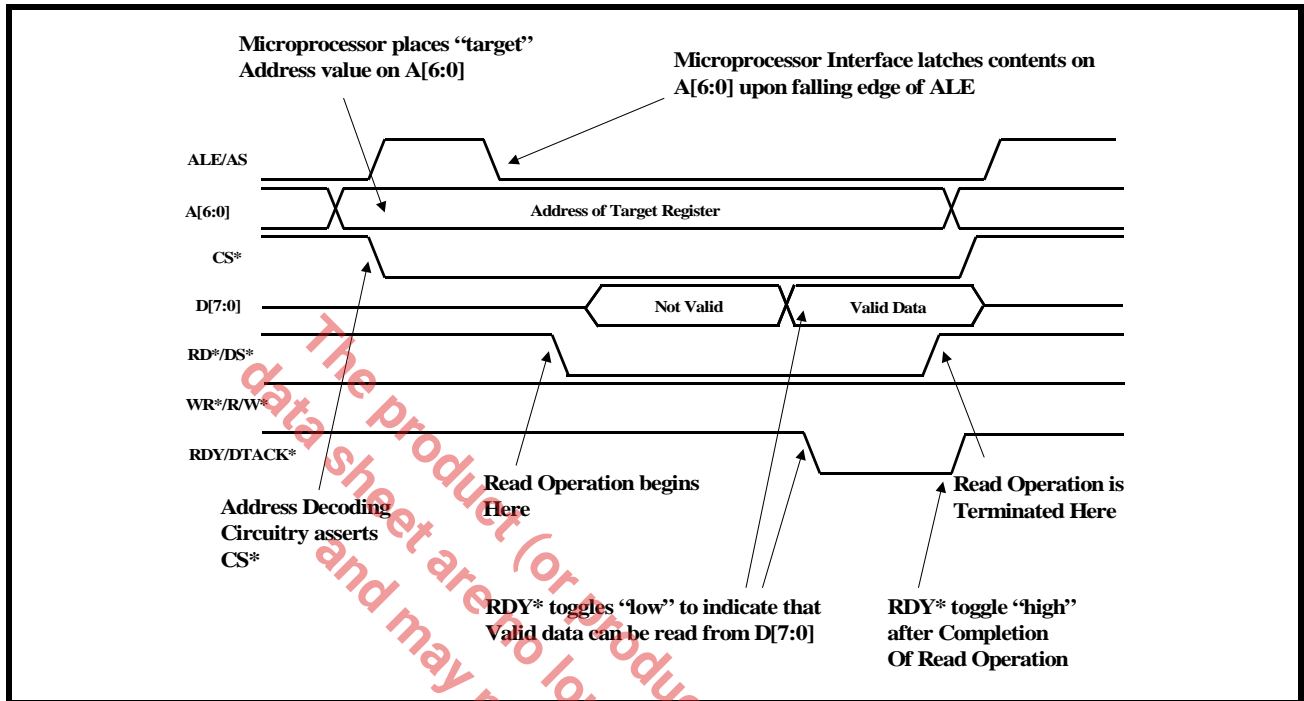 Microprocessor places “target”
Address value on A[6:0]
Microprocessor Interface latches contents on
A[6:0] upon falling edge of ALE
ALE/AS
A[6:0]
Address of Target Register
CS*
D[7:0]
Not Valid
Valid Data
RD*/DS*
WR*/R/W*
RDY/DTACK*
Address Decoding
Circuitry asserts
CS*
Read Operation begins
Here
Read Operation is
Terminated Here
RDY* toggles “low” to indicate that
Valid data can be read from D[7:0]
RDY* toggle “high”
after Completion
Of Read Operation
The product (or produc
data sheet are no lon
and may